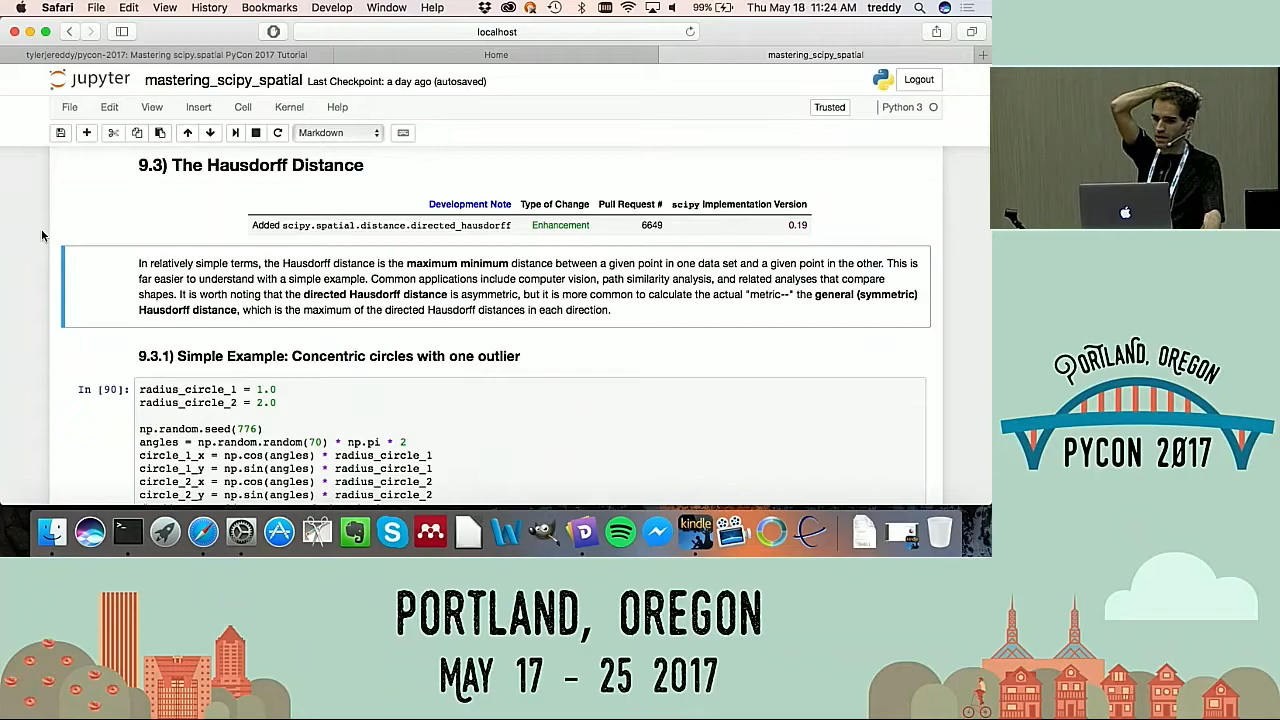 Safari File Edit View History Bookmarks Develop Window Help 99% Thu May 18 11:24 AM treddy
localhost
tylerjereddy/pycon-2017: Mastering scipy.spatial PyCon 2017 Tutorial Home mastering_scipy_spatial
jupyter mastering_scipy_spatial Last Checkpoint: a day ago (autosaved) Logout
File Edit View Insert Cell Kernel Help Trusted Python 3
Markdown
9.3) The Hausdorff Distance
Development Note Type of Change Pull Request # scipy Implementation Version
Added scipy.spatial.distance.directed_hausdorff Enhancement 6649 0.19
In relatively simple terms, the Hausdorff distance is the maximum minimum distance between a given point in one data set and a given point in the other. This is
far easier to understand with a simple example. Common applications include computer vision, path similarity analysis, and related analyses that compare
shapes. It is worth noting that the directed Hausdorff distance is asymmetric, but it is more common to calculate the actual "metric--" the general (symmetric)
Hausdorff distance, which is the maximum of the directed Hausdorff distances in each direction.
9.3.1) Simple Example: Concentric circles with one outlier
In [90]: radius_circle_1 = 1.0
radius_circle_2 = 2.0
np.random.seed(776)
angles = np.random.random(70) * np.pi * 2
circle_1_x = np.cos(angles) * radius_circle_1
circle_1_y = np.sin(angles) * radius_circle_1
circle_2_x = np.cos(angles) * radius_circle_2
circle_2_y = np.sin(angles) * radius_circle_2
kindle
PORTLAND, OREGON
PYCON 2017
PORTLAND, OREGON
MAY 17 - 25 2017